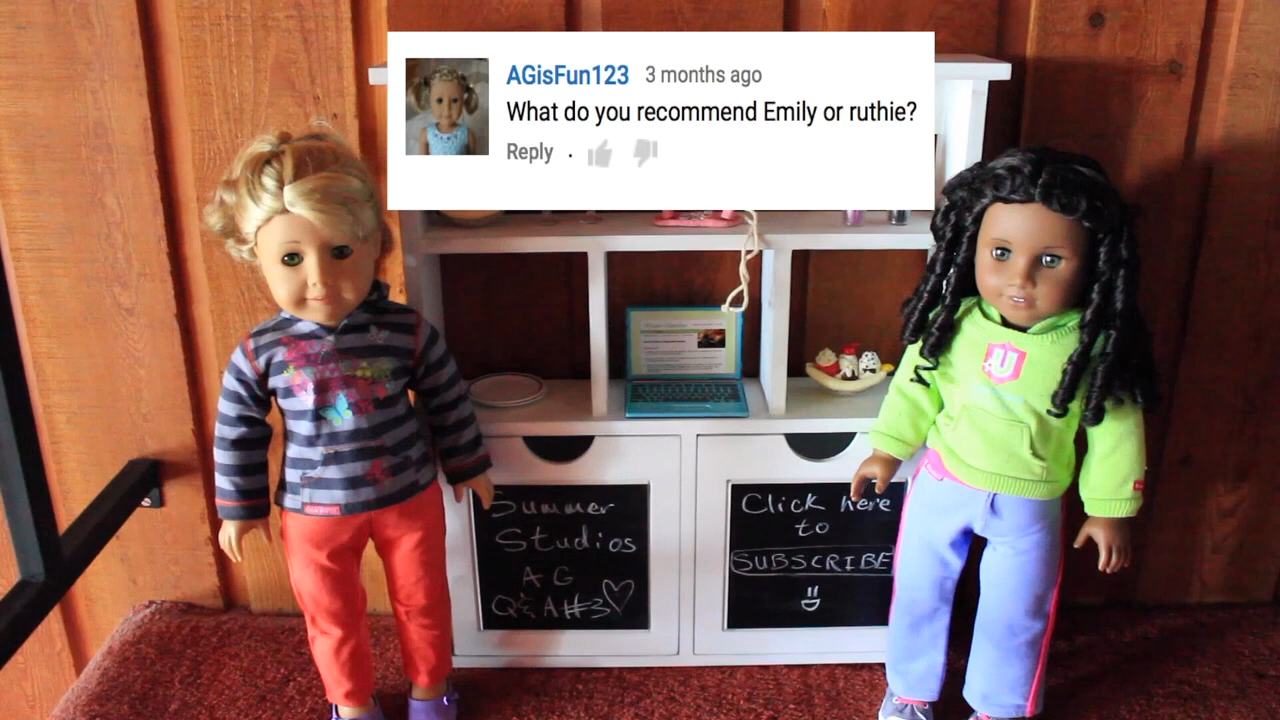 AGisFun123 3 months ago
What do you recommend Emily or ruthie?
Reply .
Summer
Studios
A G
Q & A #3
Click here
to
SUBSCRIBE
U